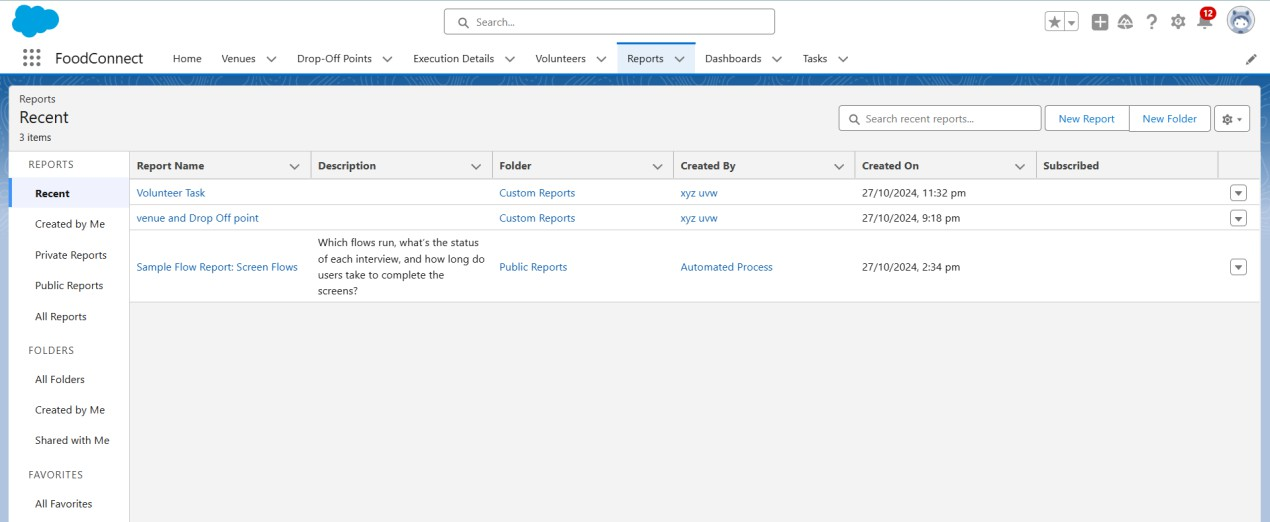 Search...
12
FoodConnect Home Venues Drop-Off Points Execution Details Volunteers Reports Dashboards Tasks
Reports
Recent
3 items
Search recent reports...
New Report New Folder
REPORTS
Recent
Created by Me
Private Reports
Public Reports
All Reports
FOLDERS
All Folders
Created by Me
Shared with Me
FAVORITES
All Favorites
Report Name Description Folder Created By Created On Subscribed
Volunteer Task Custom Reports xyz uvw 27/10/2024, 11:32 pm
venue and Drop Off point Custom Reports xyz uvw 27/10/2024, 9:18 pm
Sample Flow Report: Screen Flows
Which flows run, what's the status
of each interview, and how long do
users take to complete the
screens?
Public Reports Automated Process 27/10/2024, 2:34 pm